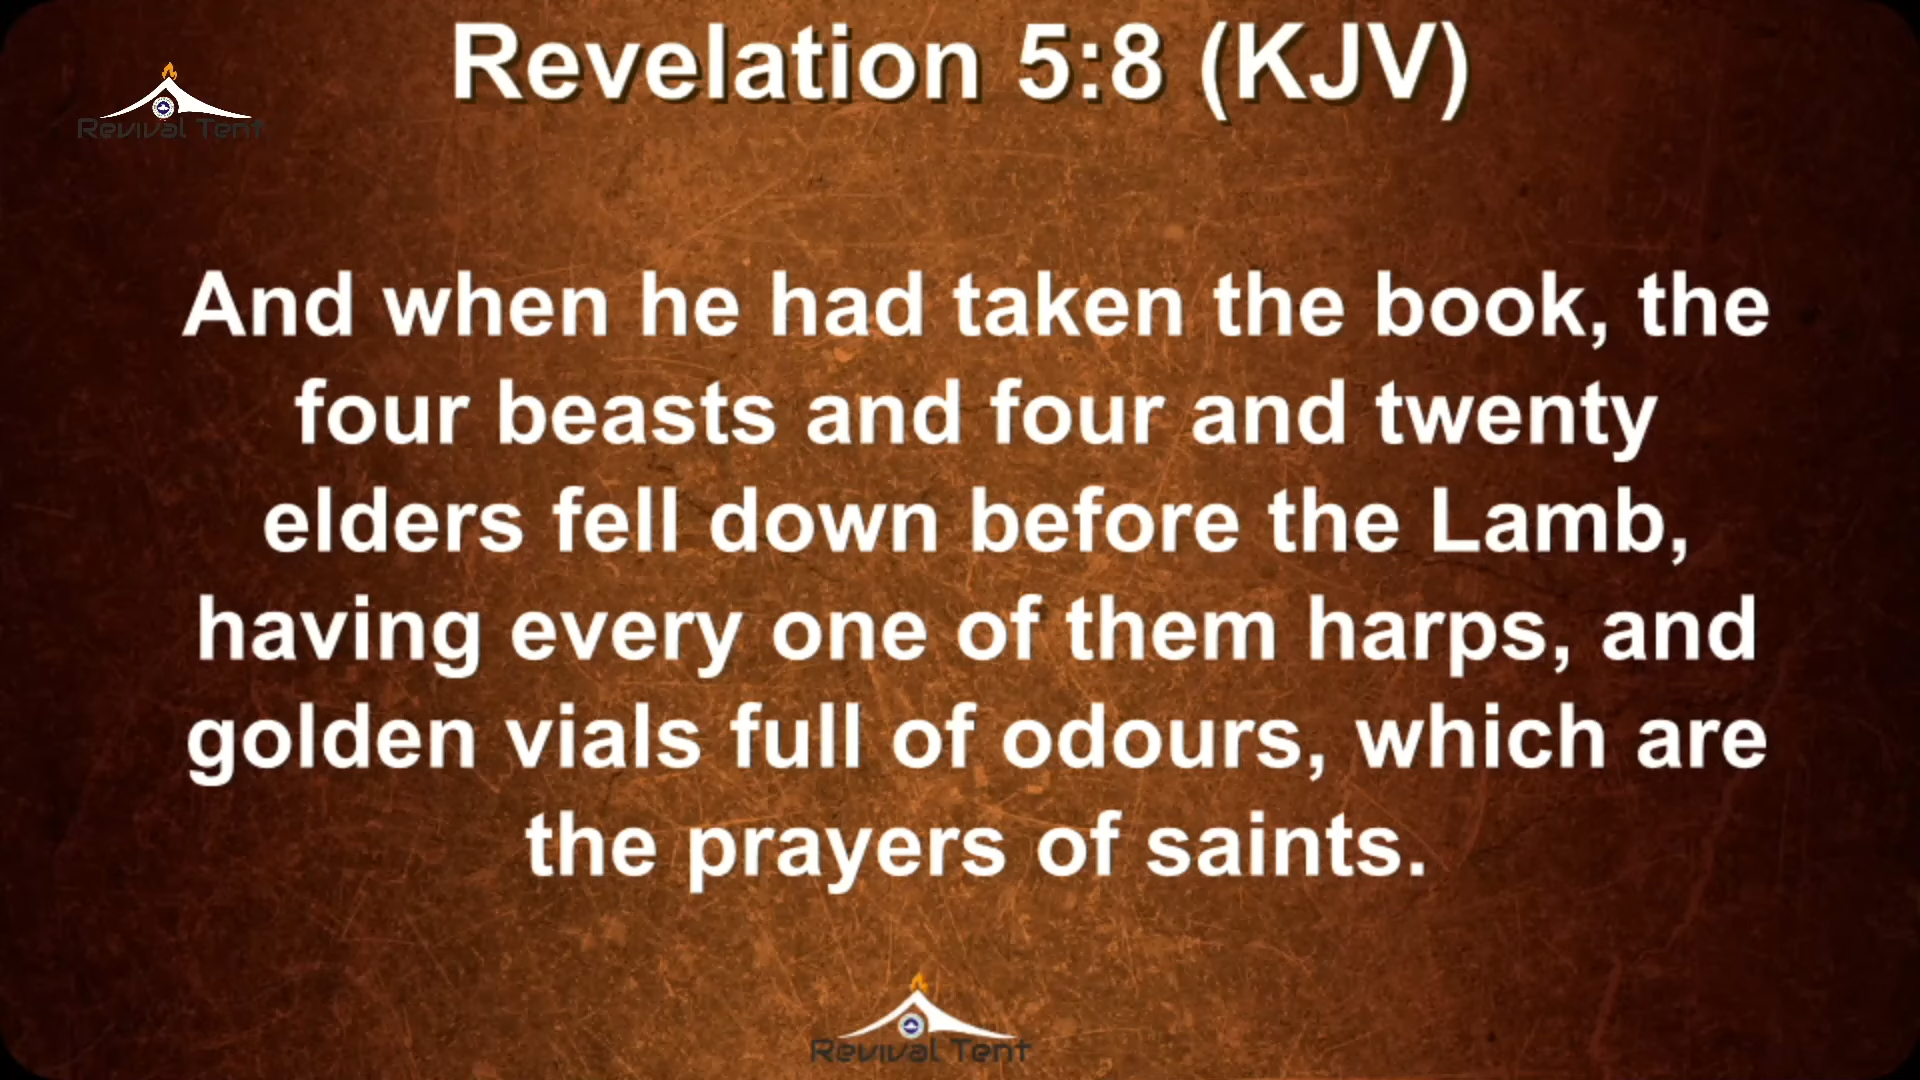 Revelation 5:8 (KJV)
Revival Tent
And when he had taken the book, the
four beasts and four and twenty
elders fell down before the Lamb,
having every one of them harps, and
golden vials full of odours, which are
the prayers of saints.
Revival Tent